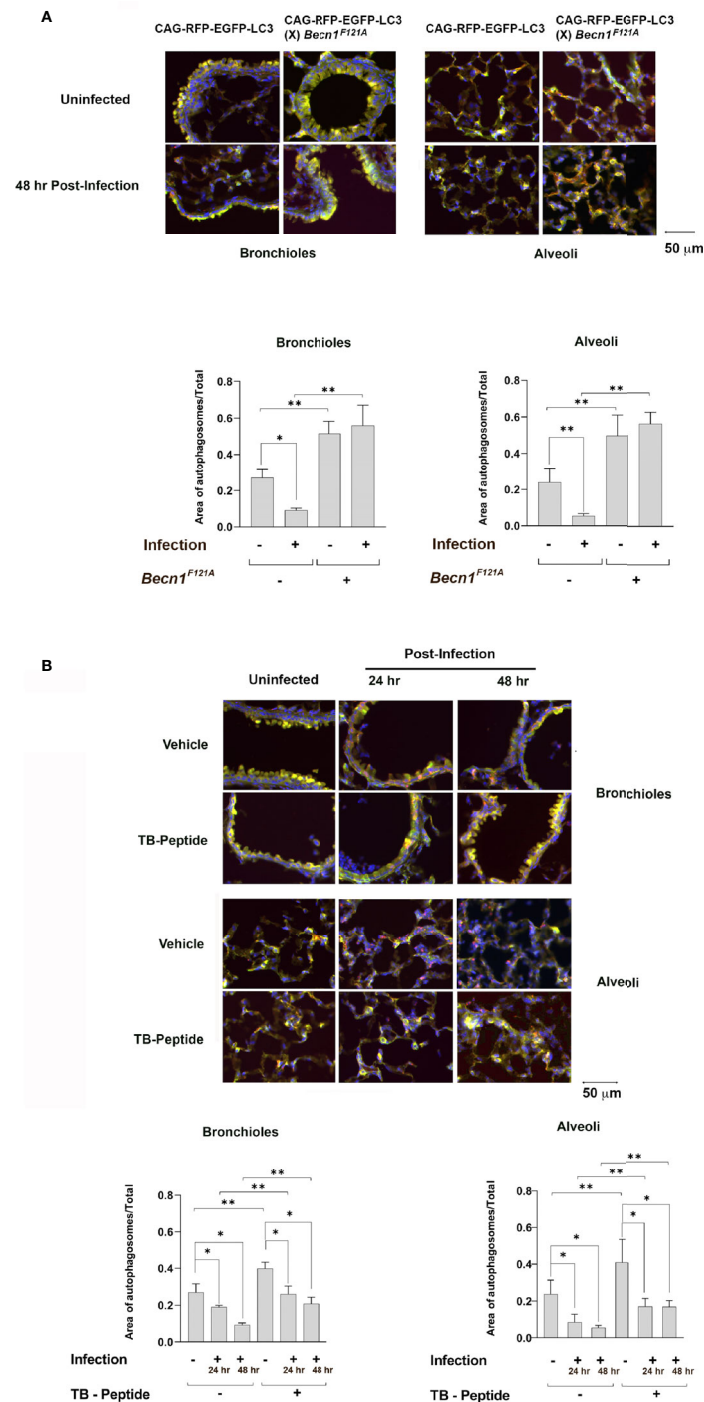 A
CAG-RFP-EGFP-LC3 CAG-RFP-EGFP-LC3 (X) Becn1F121A CAG-RFP-EGFP-LC3 CAG-RFP-EGFP-LC3 (X) Becn1F121A
Uninfected
48 hr Post-Infection
Bronchioles Alveoli
50 μm
Bronchioles
Area of autophagosomes/Total
0.8
0.6
0.4
0.2
0.0
** ** *
Infection - + - +
Becn1F121A - +
Alveoli
Area of autophagosomes/Total
0.8
0.6
0.4
0.2
0.0
** ** **
Infection - + - +
Becn1F121A - +
B
Post-Infection
Uninfected 24 hr 48 hr
Vehicle
Bronchioles
TB-Peptide
Vehicle
Alveoli
TB-Peptide
50 μm
Bronchioles
Area of autophagosomes/Total
0.8
0.6
0.4
0.2
0.0
** ** ** * * * *
Infection - + + - + +
24 hr 48 hr 24 hr 48 hr
TB - Peptide - +
Alveoli
Area of autophagosomes/Total
0.8
0.6
0.4
0.2
0.0
** ** ** * * * *
Infection - + + - + +
24 hr 48 hr 24 hr 48 hr
TB - Peptide - +